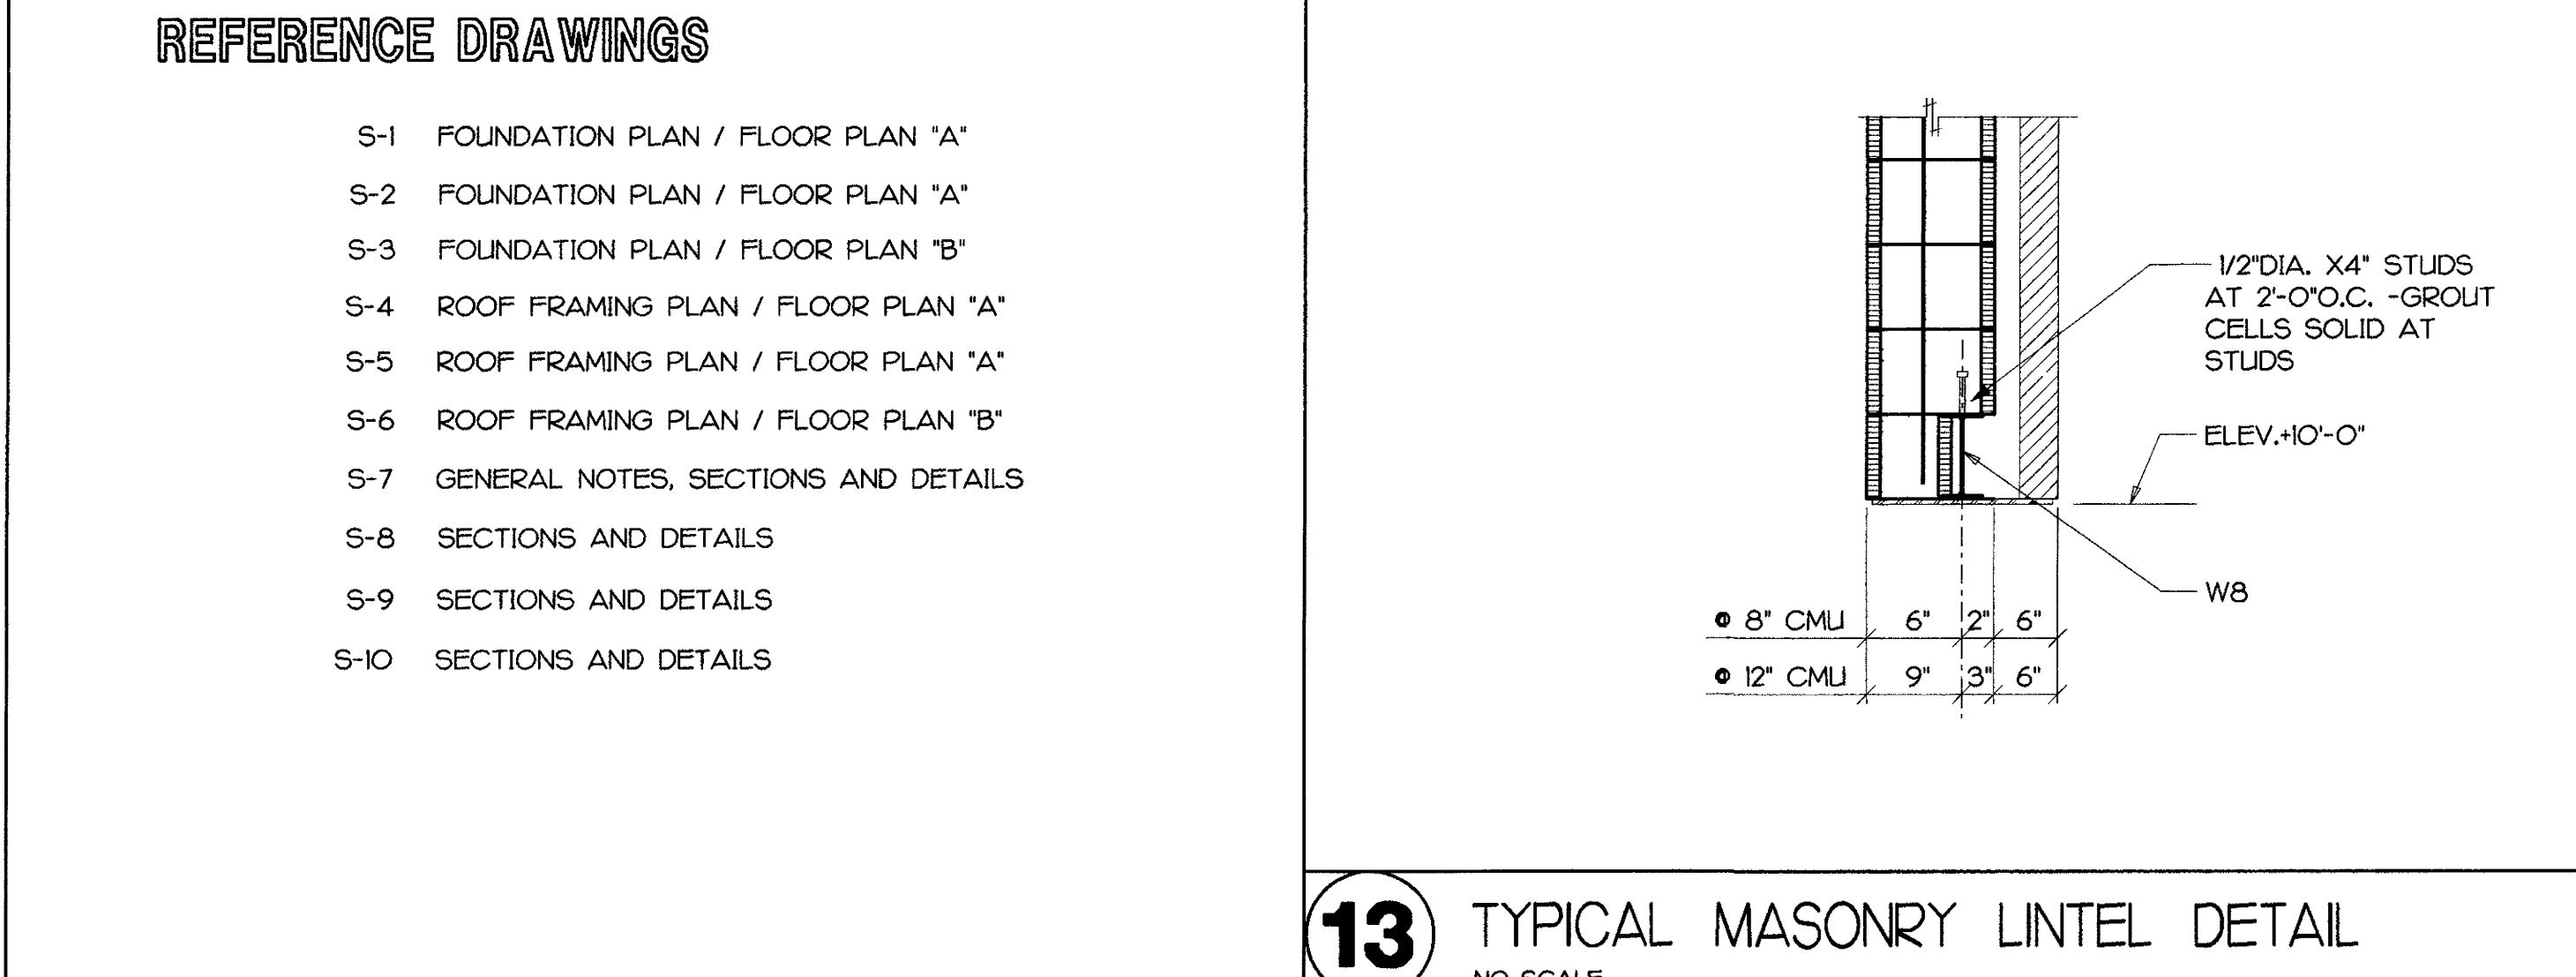 REFERENCE DRAWINGS
S-1 FOUNDATION PLAN / FLOOR PLAN "A"
S-2 FOUNDATION PLAN / FLOOR PLAN "A"
S-3 FOUNDATION PLAN / FLOOR PLAN "B"
S-4 ROOF FRAMING PLAN / FLOOR PLAN "A"
S-5 ROOF FRAMING PLAN / FLOOR PLAN "A"
S-6 ROOF FRAMING PLAN / FLOOR PLAN "B"
S-7 GENERAL NOTES, SECTIONS AND DETAILS
S-8 SECTIONS AND DETAILS
S-9 SECTIONS AND DETAILS
S-10 SECTIONS AND DETAILS
1/2"DIA. X4" STUDS
AT 2'-0"O.C. -GROUT
CELLS SOLID AT
STUDS
ELEV.+10'-0"
W8
@ 8" CMU 6" 2" 6"
@ 12" CMU 9" 3" 6"
13 TYPICAL MASONRY LINTEL DETAIL
NO SCALE